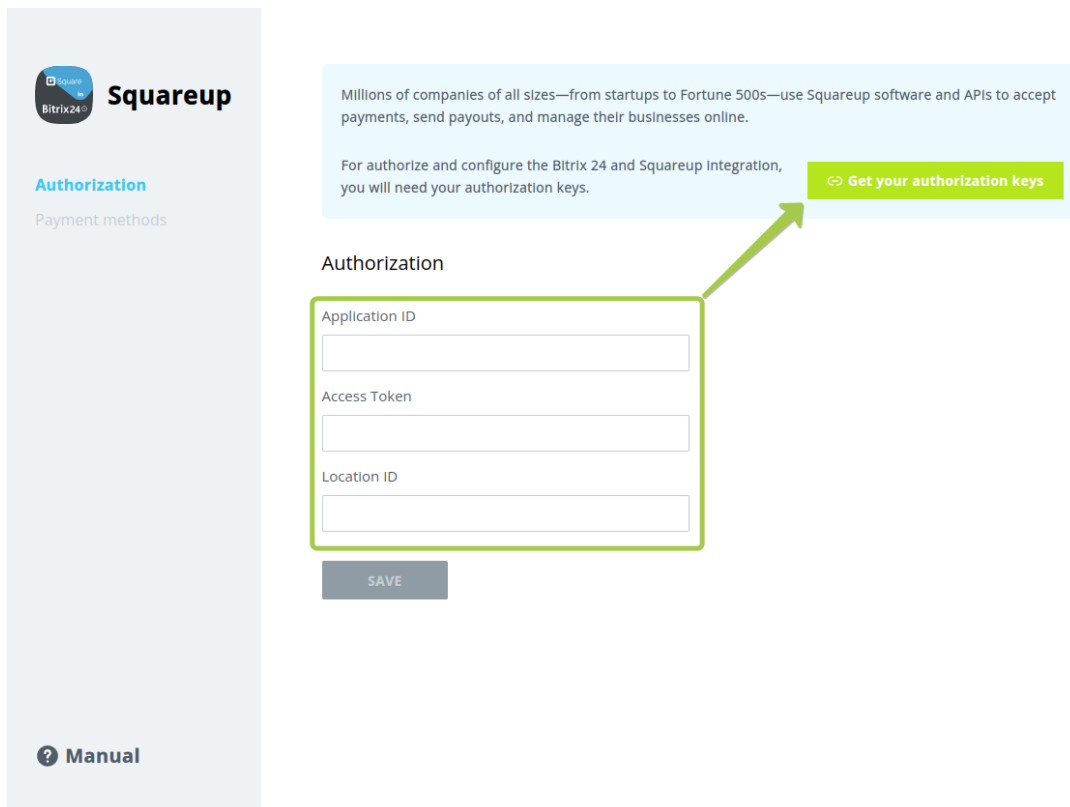 Square
Bitrix24
Squareup
Authorization
Payment methods
Manual
Millions of companies of all sizes—from startups to Fortune 500s—use Squareup software and APIs to accept
payments, send payouts, and manage their businesses online.
For authorize and configure the Bitrix 24 and Squareup Integration,
you will need your authorization keys.
Get your authorization keys
Authorization
Application ID
Access Token
Location ID
SAVE